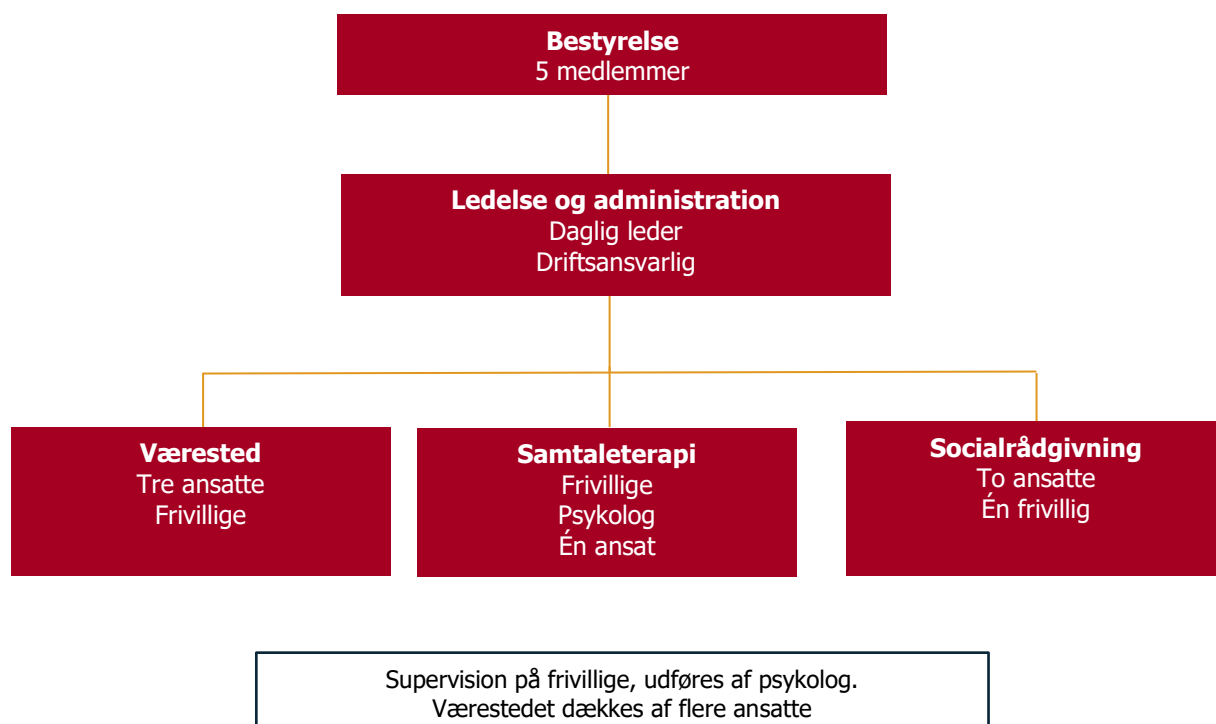 Bestyrelse
5 medlemmer
Ledelse og administration
Daglig leder
Driftsansvarlig
Værested
Tre ansatte
Frivillige
Samtaleterapi
Frivillige
Psykolog
Én ansat
Socialrådgivning
To ansatte
Én frivillig
Supervision på frivillige, udføres af psykolog.
Værestedet dækkes af flere ansatte